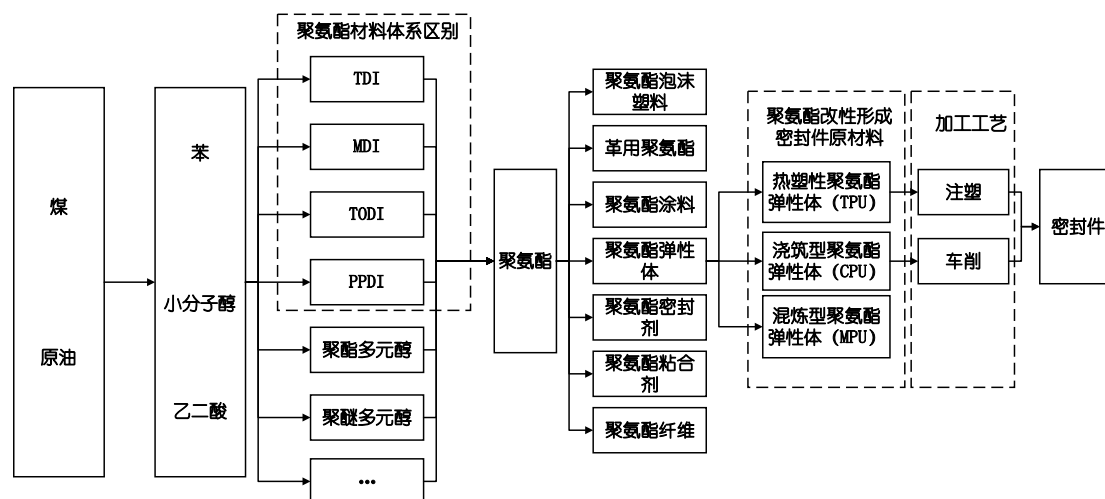 煤
原油
苯
小分子醇
乙二酸
聚氨酯材料体系区别
TDI
MDI
TODI
PPDI
聚酯多元醇
聚醚多元醇
…
聚氨酯
聚氨酯泡沫
塑料
革用聚氨酯
聚氨酯涂料
聚氨酯弹性
体
聚氨酯密封
剂
聚氨酯粘合
剂
聚氨酯纤维
聚氨酯改性形成
密封件原材料
热塑性聚氨酯
弹性体（TPU）
浇筑型聚氨酯
弹性体（CPU）
混炼型聚氨酯
弹性体（MPU）
加工工艺
注塑
车削
密封件